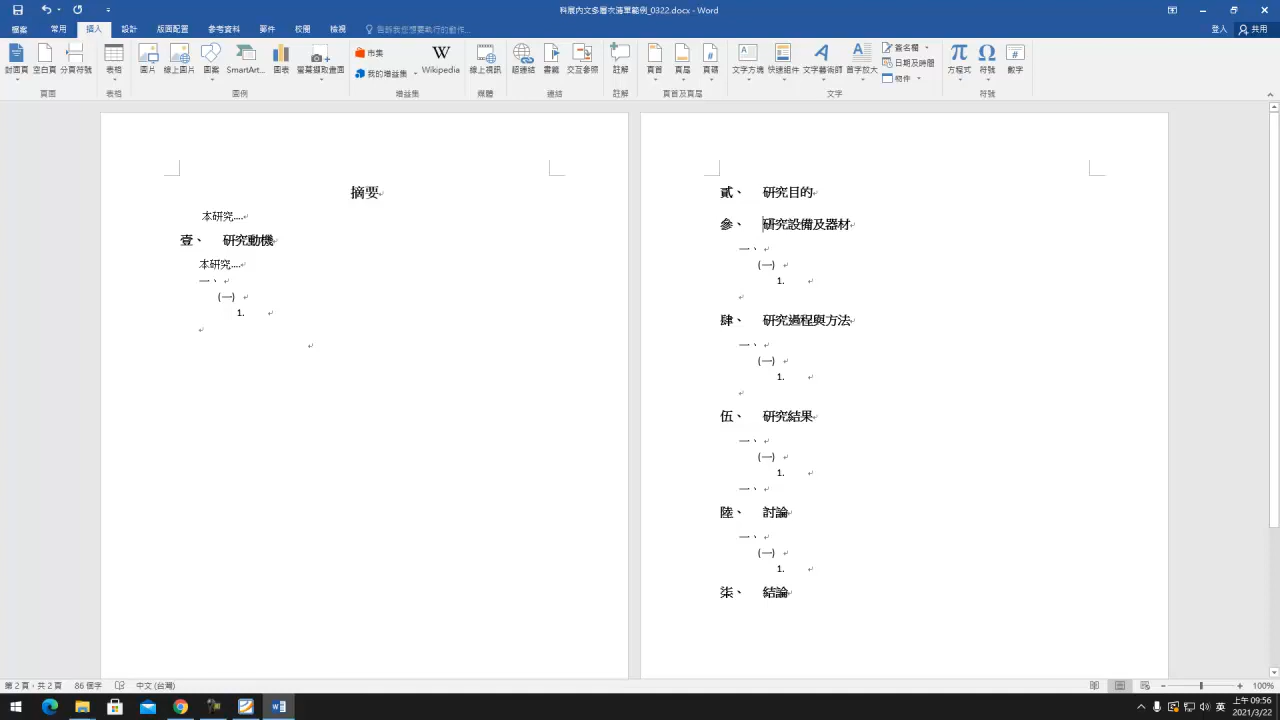 科展內文多層次清單範例_0322.docx - Word
檔案 常用 插入 設計 版面配置 參考資料 郵件 校閱 檢視 告訴我您想要執行的動作... 登入 共用
封面頁 空白頁 分頁符號 表格 圖片 線上圖片 圖案 SmartArt... 圖表 螢幕擷取畫面 市集 我的增益集 Wikipedia 線上視訊 超連結 書籤 交互參照 註解 頁首 頁尾 頁碼 文字方塊 快速組件 文字藝術師 首字放大 簽名欄 日期及時間 物件 方程式 符號 數字
頁面 表格 圖例 增益集 媒體 連結 註解 頁首及頁尾 文字 符號
摘要
本研究....
壹、 研究動機
本研究....
一、
(一)
1.
貳、 研究目的
參、 研究設備及器材
一、
(一)
1.
肆、 研究過程與方法
一、
(一)
1.
伍、 研究結果
一、
(一)
1.
一、
陸、 討論
一、
(一)
1.
柒、 結論
第 2 頁，共 2 頁 86 個字 中文 (台灣) 100%
英 上午 09:56
2021/3/22